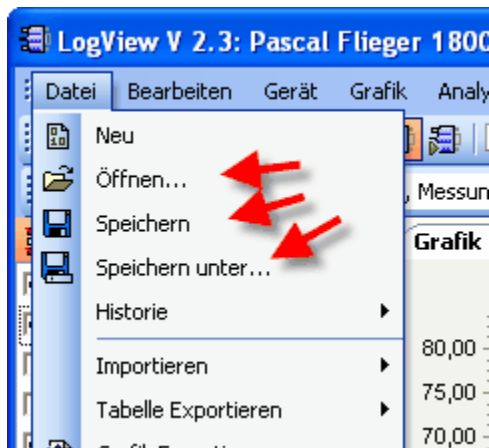 LogView V 2.3: Pascal Flieger 1800
Datei Bearbeiten Gerät Grafik Analy
Neu
Öffnen...
Speichern
, Messun
Grafik
Speichern unter...
Historie
80,00
Importieren
75,00
Tabelle Exportieren
70,00